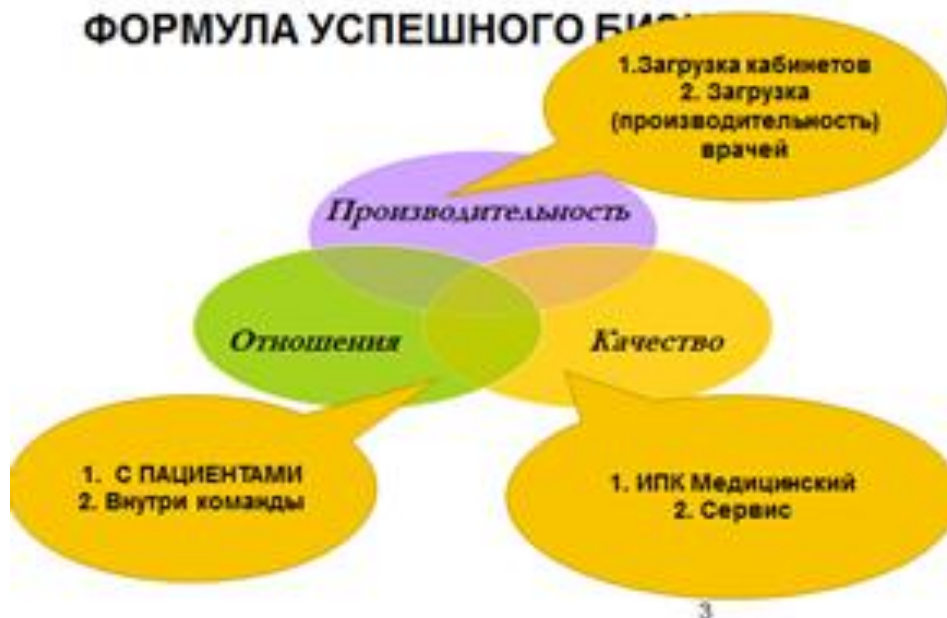 ФОРМУЛА УСПЕШНОГО
1.Загрузка кабинетов
2. Загрузка
(производительность)
врачей
Производительность
Отношения
Качество
1. С ПАЦИЕНТАМИ
2. Внутри команды
1. ИПК Медицинский
2. Сервис
3